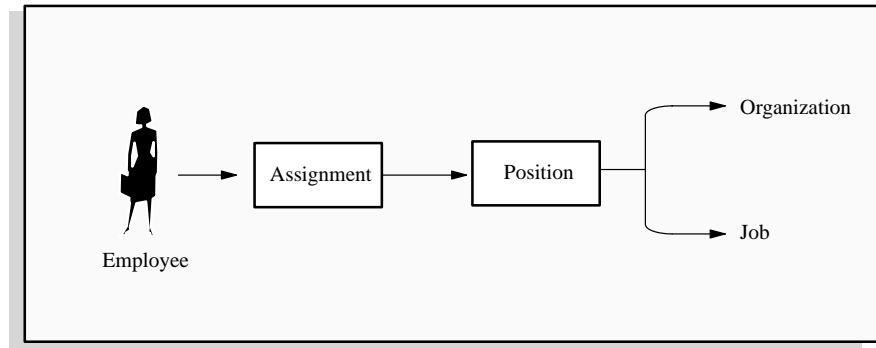 Organization
Assignment
Position
Job
Employee